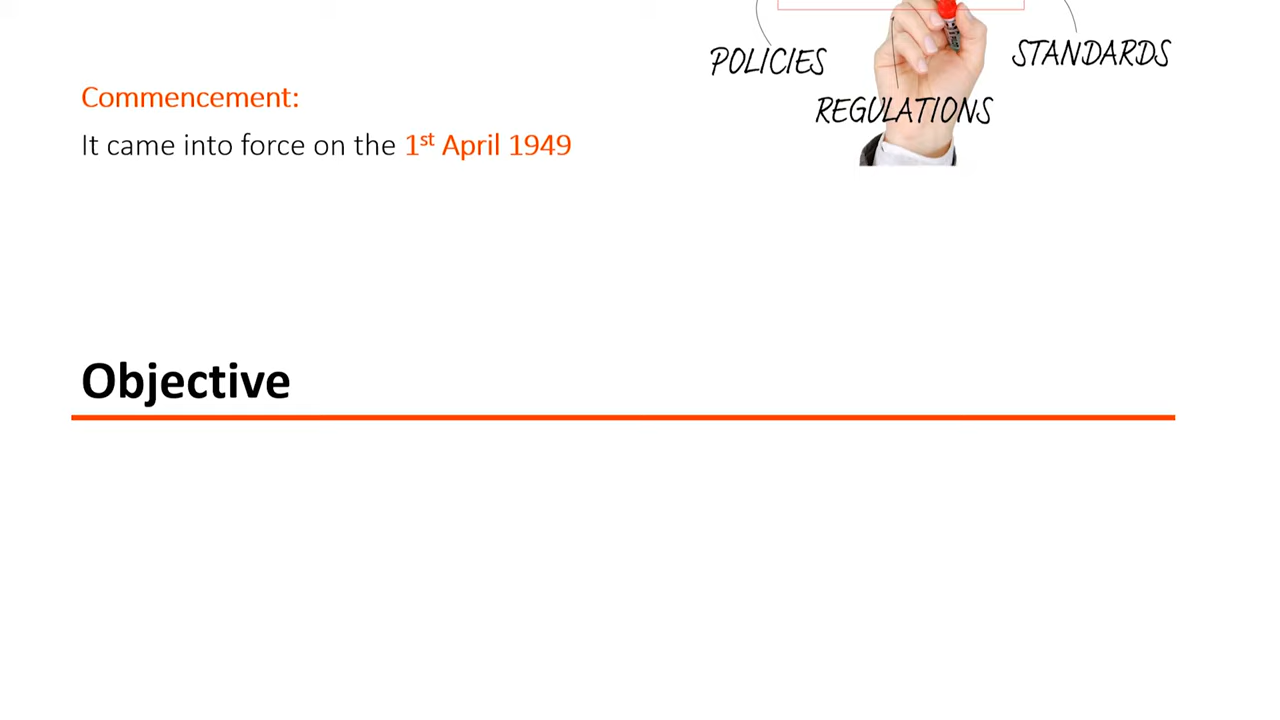 POLICIES
STANDARDS
REGULATIONS
Commencement:
It came into force on the 1st April 1949
Objective